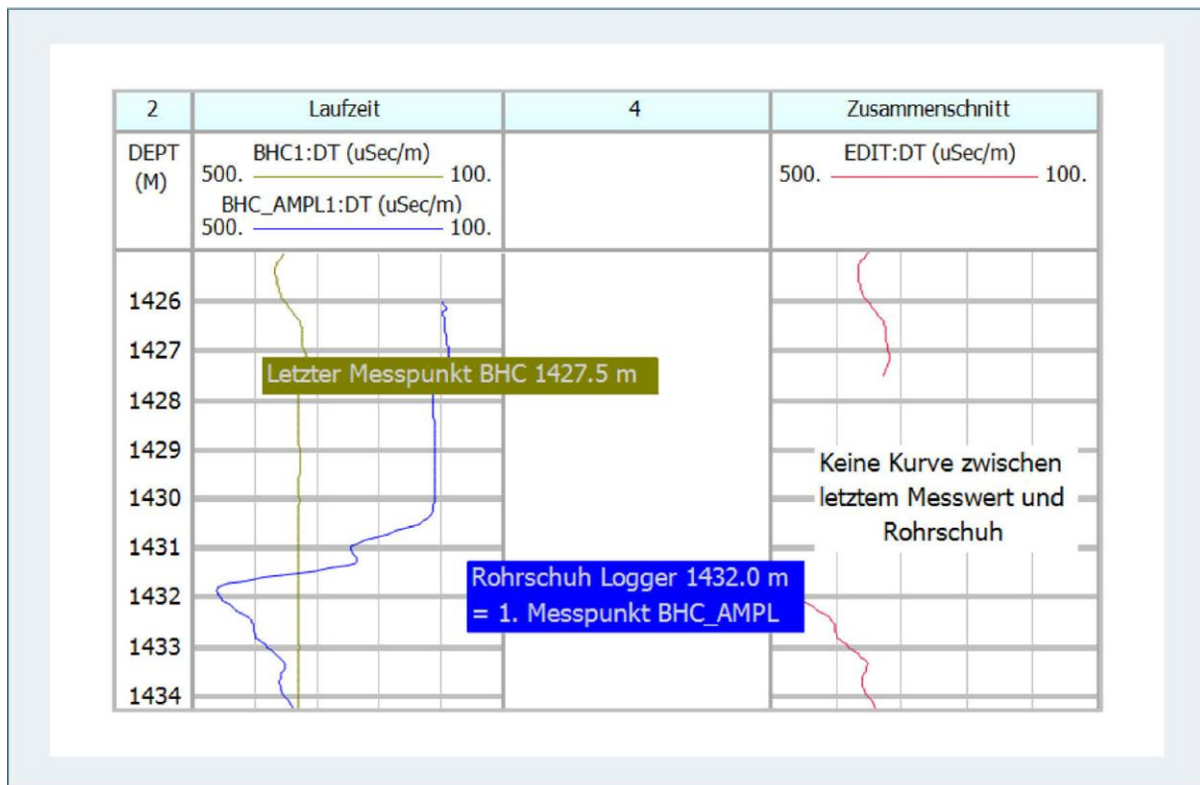 2
Laufzeit
4
Zusammenschnitt
DEPT
(M)
BHC1:DT (uSec/m)
500. 100.
BHC_AMPL1:DT (uSec/m)
500. 100.
EDIT:DT (uSec/m)
500. 100.
1426
1427
Letzter Messpunkt BHC 1427.5 m
1428
1429
Keine Kurve zwischen
letztem Messwert und
Rohrschuh
1430
1431
Rohrschuh Logger 1432.0 m
= 1. Messpunkt BHC_AMPL
1432
1433
1434